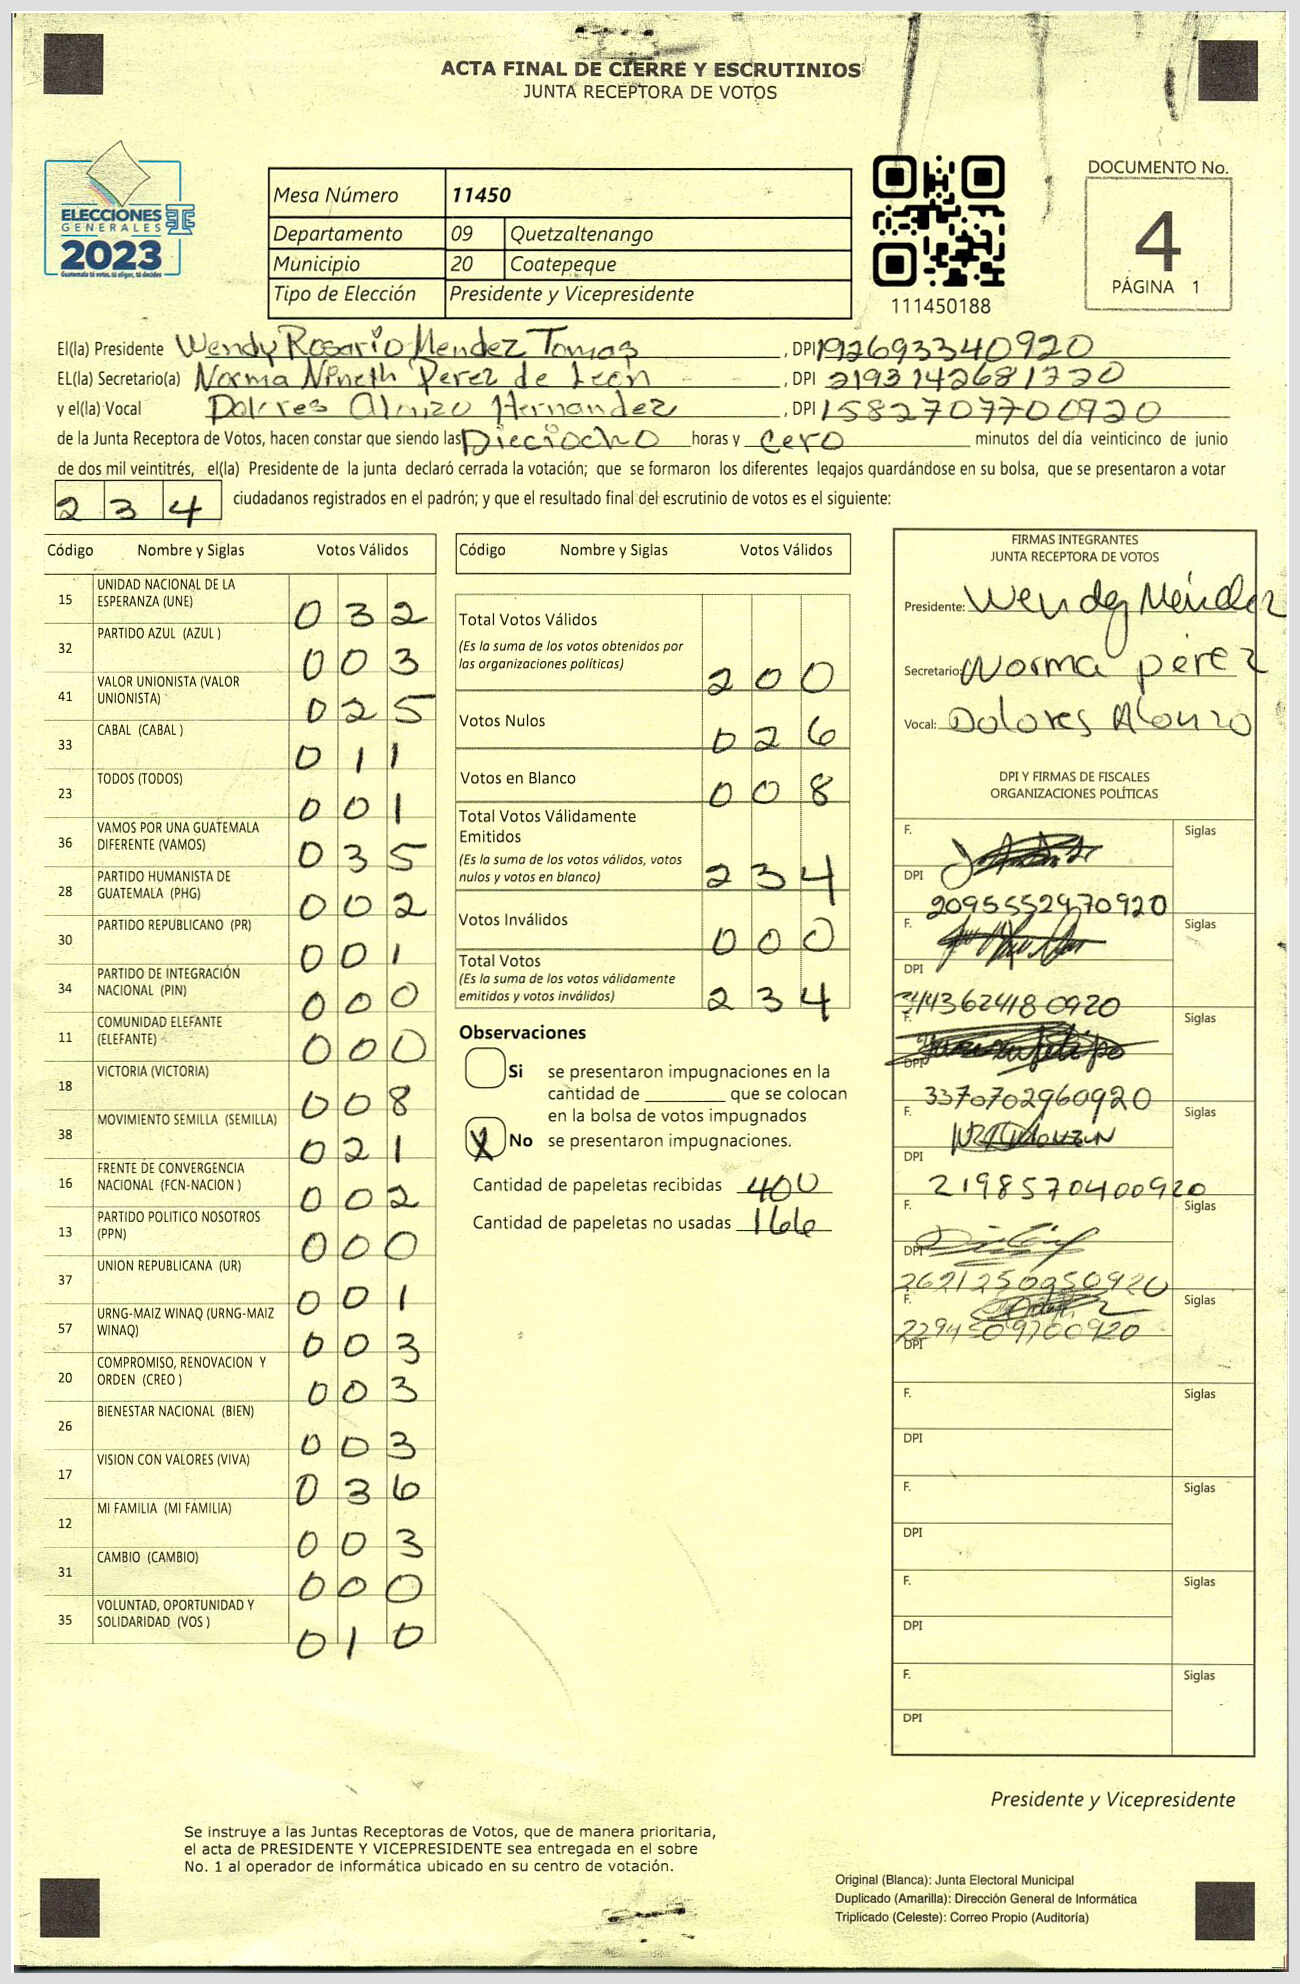 ACTA FINAL DE CIERRE Y ESCRUTINIOS
JUNTA RECEPTORA DE VOTOS
ELECCIONES
GENERALES
2023
Guatemala tú votas, tú eliges, tú decides
Mesa Número 11450
Departamento 09 Quetzaltenango
Municipio 20 Coatepeque
Tipo de Elección Presidente y Vicepresidente
111450188
DOCUMENTO No.
4
PÁGINA 1
El(la) Presidente Wendy Rosario Mendez Tomas, DPI 192693340920
EL(la) Secretario(a) Norma Nineth Perez de León, DPI 2193142681720
y el(la) Vocal Dolores Alonzo Hernandez, DPI 1582707700920
de la Junta Receptora de Votos, hacen constar que siendo las Dieciocho horas y cero minutos del día veinticinco de junio
de dos mil veintitrés, el(la) Presidente de la junta declaró cerrada la votación; que se formaron los diferentes legajos guardándose en su bolsa, que se presentaron a votar
234 ciudadanos registrados en el padrón; y que el resultado final del escrutinio de votos es el siguiente:
Código Nombre y Siglas Votos Válidos
15 UNIDAD NACIONAL DE LA ESPERANZA (UNE) 032
32 PARTIDO AZUL (AZUL ) 003
41 VALOR UNIONISTA (VALOR UNIONISTA) 025
33 CABAL (CABAL ) 011
23 TODOS (TODOS) 001
36 VAMOS POR UNA GUATEMALA DIFERENTE (VAMOS) 035
28 PARTIDO HUMANISTA DE GUATEMALA (PHG) 002
30 PARTIDO REPUBLICANO (PR) 001
34 PARTIDO DE INTEGRACIÓN NACIONAL (PIN) 000
11 COMUNIDAD ELEFANTE (ELEFANTE) 000
18 VICTORIA (VICTORIA) 008
38 MOVIMIENTO SEMILLA (SEMILLA) 021
16 FRENTE DE CONVERGENCIA NACIONAL (FCN-NACION ) 002
13 PARTIDO POLITICO NOSOTROS (PPN) 000
37 UNION REPUBLICANA (UR) 001
57 URNG-MAIZ WINAQ (URNG-MAIZ WINAQ) 003
20 COMPROMISO, RENOVACION Y ORDEN (CREO ) 003
26 BIENESTAR NACIONAL (BIEN) 003
17 VISION CON VALORES (VIVA) 036
12 MI FAMILIA (MI FAMILIA) 003
31 CAMBIO (CAMBIO) 000
35 VOLUNTAD, OPORTUNIDAD Y SOLIDARIDAD (VOS ) 010
Código Nombre y Siglas Votos Válidos
Total Votos Válidos
(Es la suma de los votos obtenidos por
las organizaciones políticas) 200
Votos Nulos 026
Votos en Blanco 008
Total Votos Válidamente
Emitidos
(Es la suma de los votos válidos, votos
nulos y votos en blanco) 234
Votos Inválidos 000
Total Votos
(Es la suma de los votos válidamente
emitidos y votos inválidos) 234
Observaciones
Si se presentaron impugnaciones en la
cantidad de ________ que se colocan
en la bolsa de votos impugnados
X No se presentaron impugnaciones.
Cantidad de papeletas recibidas 400
Cantidad de papeletas no usadas 166
FIRMAS INTEGRANTES
JUNTA RECEPTORA DE VOTOS
Presidente: Wendy Méndez
Secretario: Norma perez
Vocal: Dolores Alonzo
DPI Y FIRMAS DE FISCALES
ORGANIZACIONES POLÍTICAS
F. Siglas
DPI 2095552970920
F. Siglas
DPI
F. Siglas
DPI 3370702960920
F. Siglas
DPI 2198570400920
F. Siglas
DPI 2621250950920
F. Siglas
DPI 2294509700920
F. Siglas
DPI
F. Siglas
DPI
F. Siglas
DPI
F. Siglas
DPI
Presidente y Vicepresidente
Se instruye a las Juntas Receptoras de Votos, que de manera prioritaria,
el acta de PRESIDENTE Y VICEPRESIDENTE sea entregada en el sobre
No. 1 al operador de informática ubicado en su centro de votación.
Original (Blanca): Junta Electoral Municipal
Duplicado (Amarilla): Dirección General de Informática
Triplicado (Celeste): Correo Propio (Auditoría)